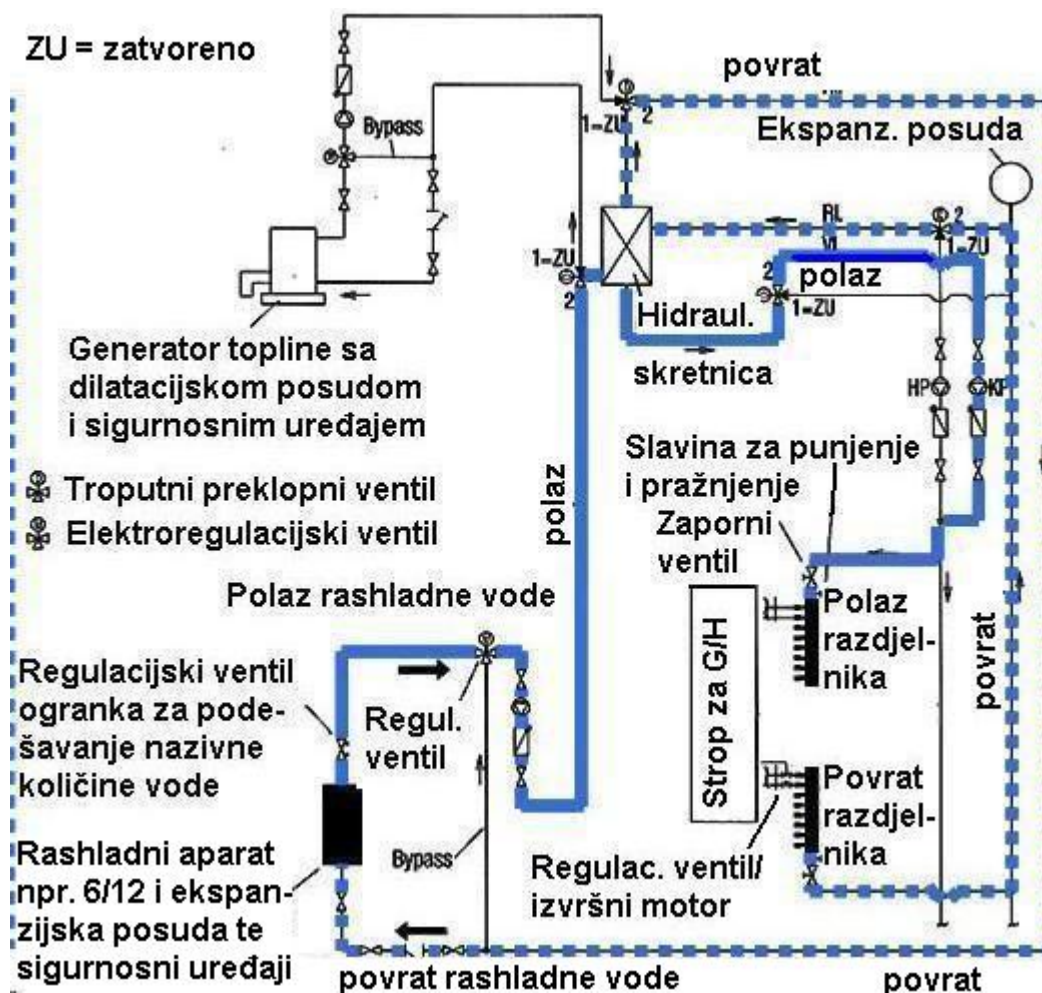 ZU = zatvoreno
povrat
Bypass
1=ZU
2
Ekspanz. posuda
RL
2
VL
1=ZU
polaz
1=ZU
2
2
1=ZU
Hidraul.
skretnica
Generator topline sa
dilatacijskom posudom
i sigurnosnim uređajem
HP
KP
Troputni preklopni ventil
Elektroregulacijski ventil
polaz
Slavina za punjenje
i pražnjenje
Zaporni
ventil
Polaz rashladne vode
Polaz
razdjel-
nika
povrat
Regulacijski ventil
ogranka za pode-
šavanje nazivne
količine vode
Regul.
ventil
Strop za G/H
Povrat
razdjel-
nika
Rashladni aparat
npr. 6/12 i ekspan-
zijska posuda te
sigurnosni uređaji
Bypass
Regulac. ventil/
izvršni motor
povrat rashladne vode
povrat